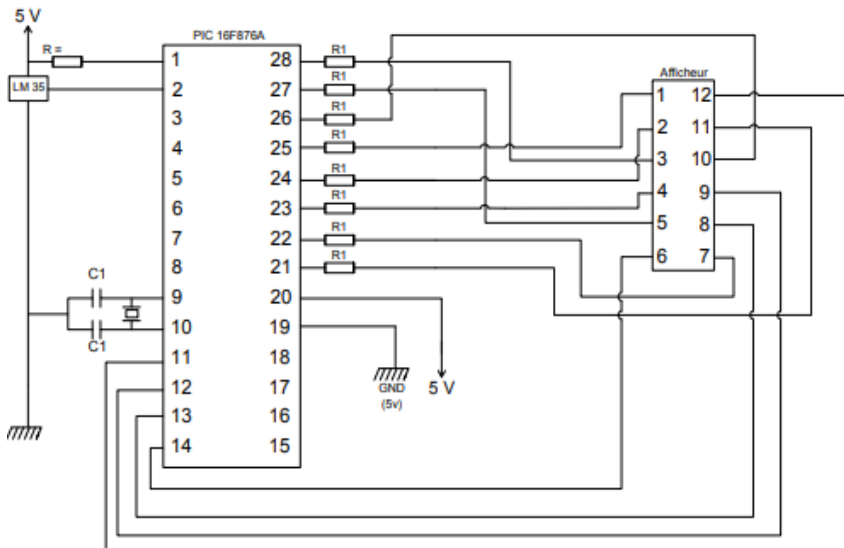 5 V
PIC 16F876A
R =
LM 35
1 28 R1
2 27 R1
3 26 R1
4 25 R1
5 24 R1
6 23 R1
7 22 R1
8 21 R1
9 20
10 19
11 18
12 17
13 16
14 15
C1
C1
GND
(5v)
5 V
Afficheur
1 12
2 11
3 10
4 9
5 8
6 7